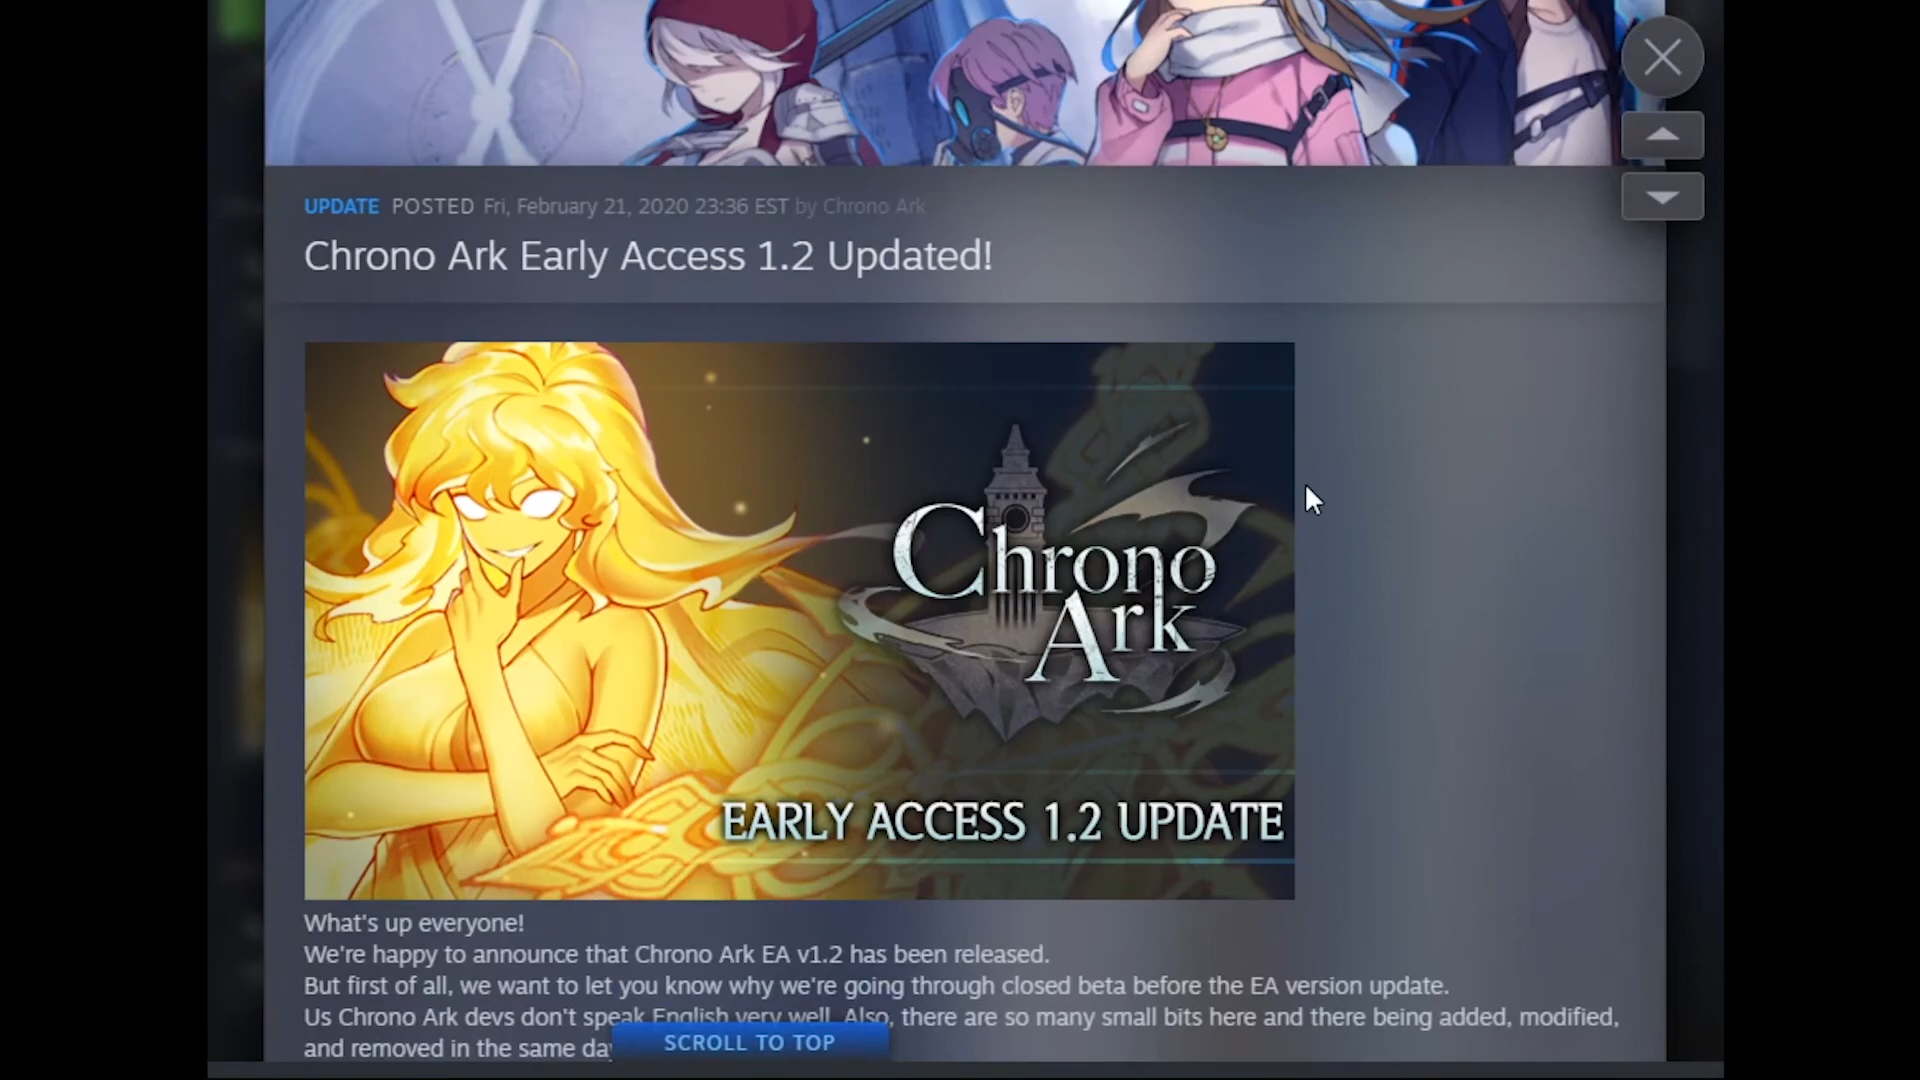 UPDATE POSTED Fri, February 21, 2020 23:36 EST by Chrono Ark
Chrono Ark Early Access 1.2 Updated!
Chrono
Ark
EARLY ACCESS 1.2 UPDATE
What's up everyone!
We're happy to announce that Chrono Ark EA v1.2 has been released.
But first of all, we want to let you know why we're going through closed beta before the EA version update.
Us Chrono Ark devs don't speak English very well. Also, there are so many small bits here and there being added, modified,
and removed in the same da
SCROLL TO TOP